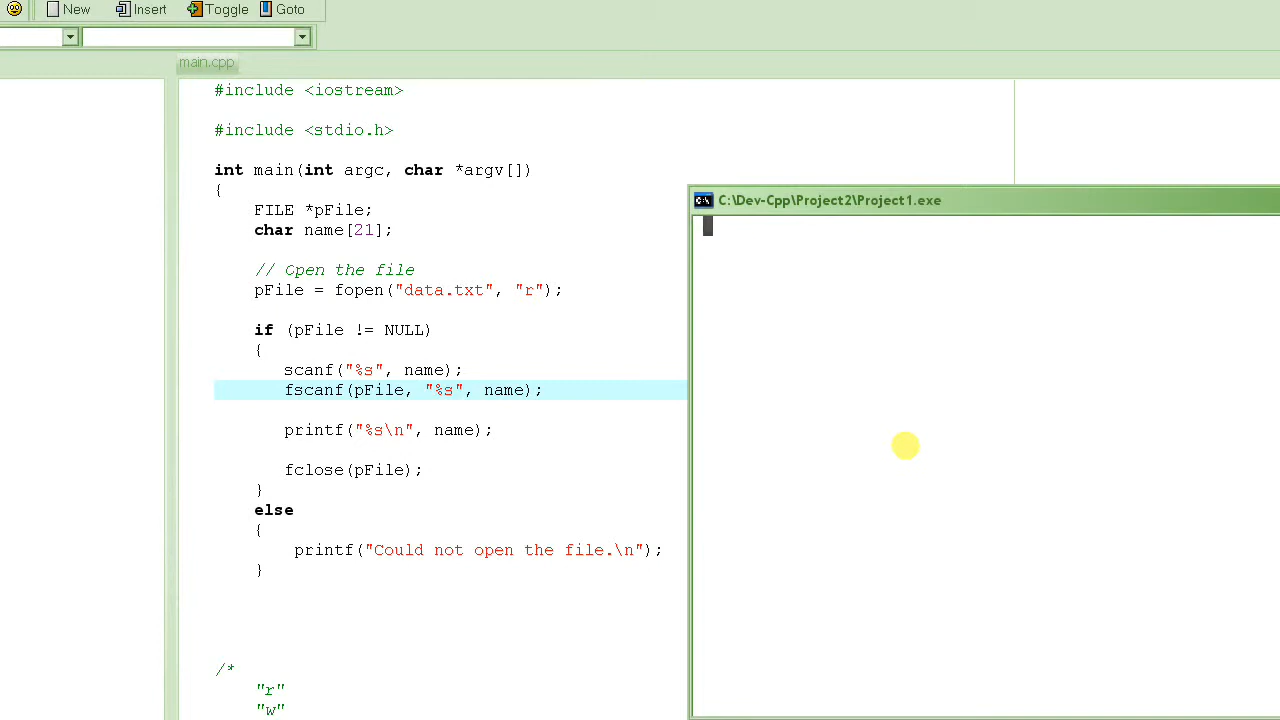 New Insert Toggle Goto
main.cpp
#include <iostream>
#include <stdio.h>
int main(int argc, char *argv[])
{
C:\Dev-Cpp\Project2\Project1.exe
FILE *pFile;
char name[21];
// Open the file
pFile = fopen("data.txt", "r");
if (pFile != NULL)
{
scanf("%s", name);
fscanf(pFile, "%s", name);
printf("%s\n", name);
fclose(pFile);
}
else
{
printf("Could not open the file.\n");
}
/*
"r"
"w"